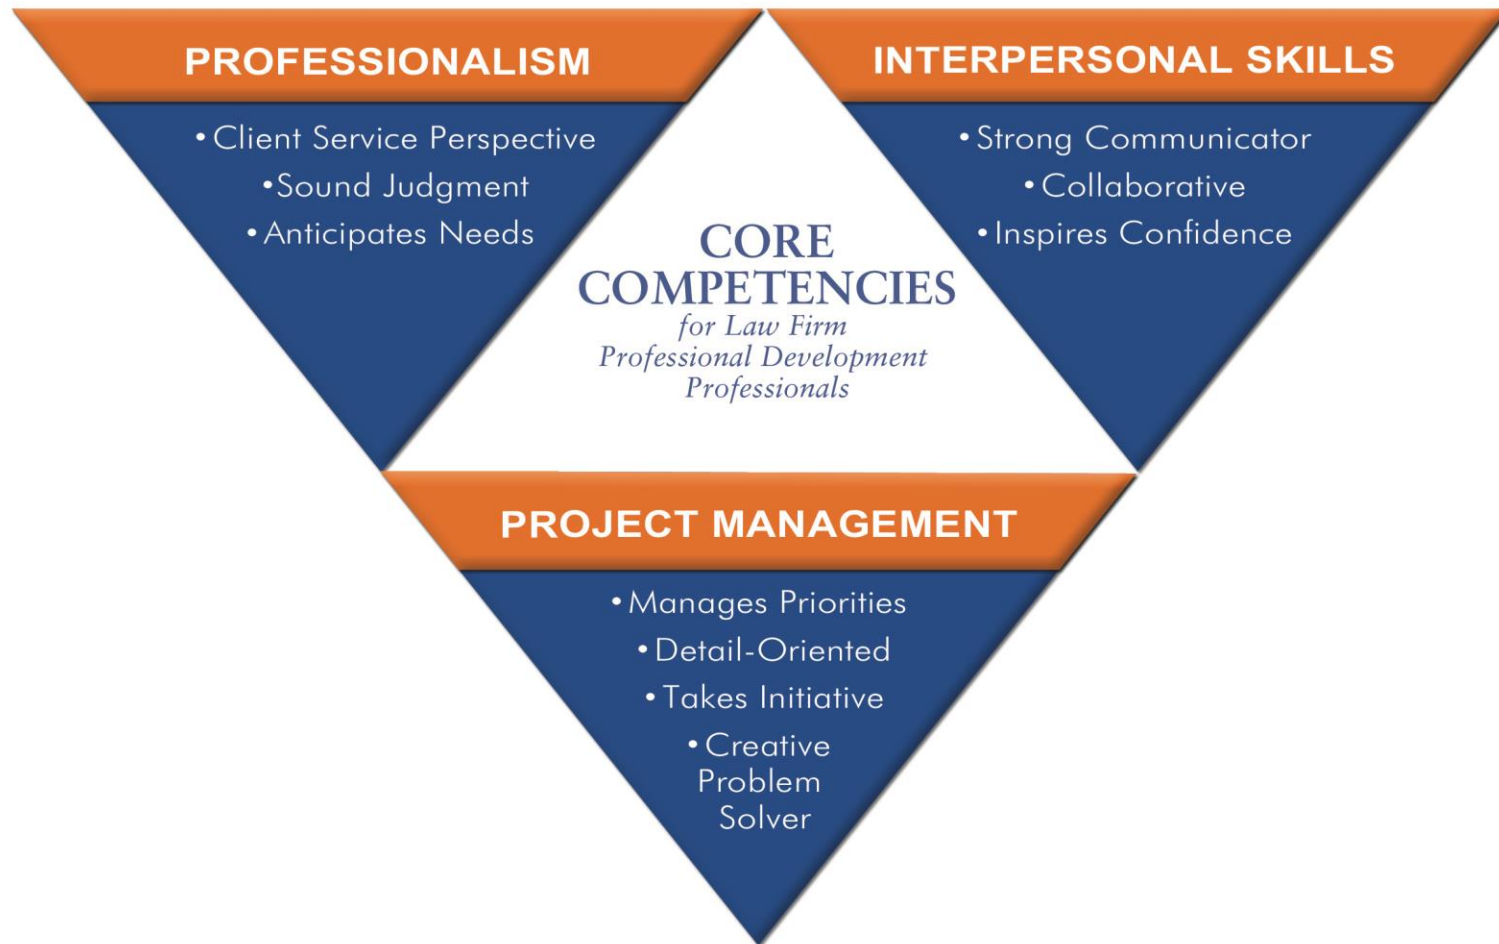 PROFESSIONALISM
• Client Service Perspective
• Sound Judgment
• Anticipates Needs
INTERPERSONAL SKILLS
• Strong Communicator
• Collaborative
• Inspires Confidence
CORE
COMPETENCIES
for Law Firm
Professional Development
Professionals
PROJECT MANAGEMENT
• Manages Priorities
• Detail-Oriented
• Takes Initiative
• Creative
Problem
Solver